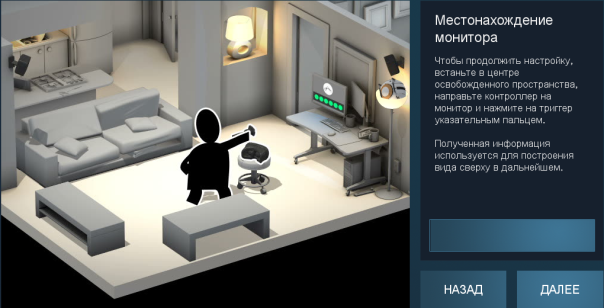 Местонахождение
монитора
Чтобы продолжить настройку,
встаньте в центре
освобожденного пространства,
направьте контроллер на
монитор и нажмите на триггер
указательным пальцем.
Полученная информация
используется для построения
вида сверху в дальнейшем.
НАЗАД
ДАЛЕЕ